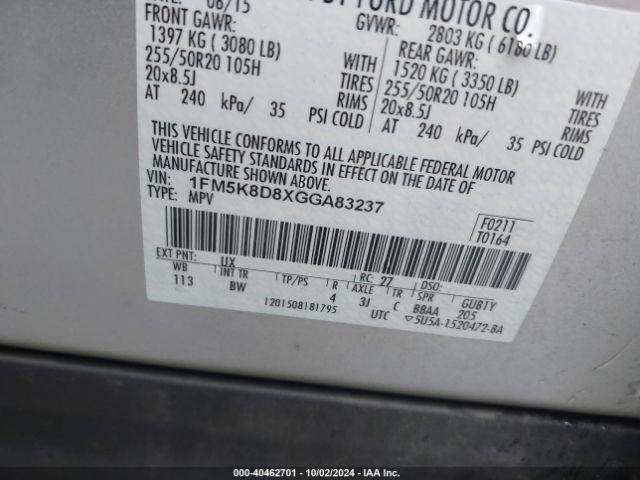 08/15 BY FORD MOTOR CO.
FRONT GAWR: GVWR: 2803 KG ( 6180 LB)
1397 KG ( 3080 LB) WITH REAR GAWR:
255/50R20 105H TIRES 1520 KG ( 3350 LB) WITH
20x8.5J RIMS 255/50R20 105H TIRES
AT 240 kPa/ 35 PSI COLD 20x8.5J RIMS
AT 240 kPa/ 35 PSI COLD
THIS VEHICLE CONFORMS TO ALL APPLICABLE FEDERAL MOTOR
VEHICLE SAFETY STANDARDS IN EFFECT ON THE DATE OF
MANUFACTURE SHOWN ABOVE.
VIN: 1FM5K8D8XGGA83237
TYPE: MPV
F0211
T0164
EXT PNT: UX RC: 27 DSO:
WB INT TR TP/PS R AXLE TR SPR GUB1Y
113 BW 4 3J C BBAA 205
1201508181795 UTC ▽5U5A-1520472-BA
000-40462701 - 10/02/2024 - IAA Inc.